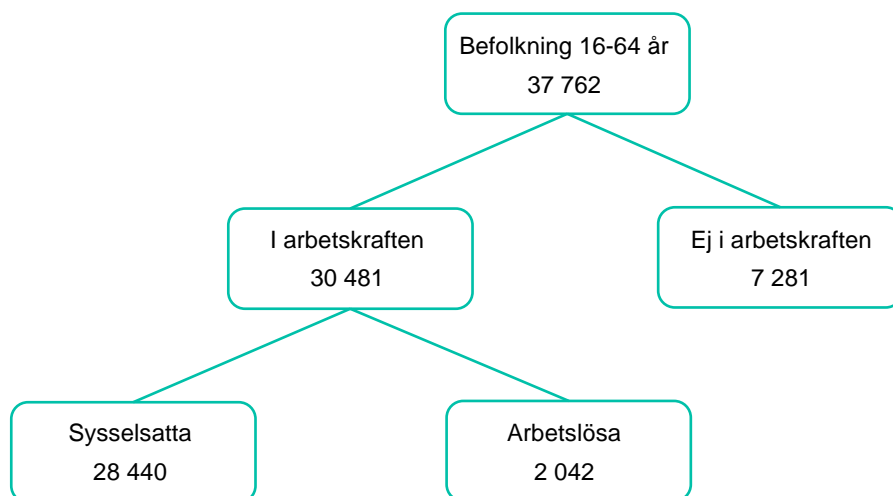 Befolkning 16-64 år
37 762
I arbetskraften
30 481
Ej i arbetskraften
7 281
Sysselsatta
28 440
Arbetslösa
2 042